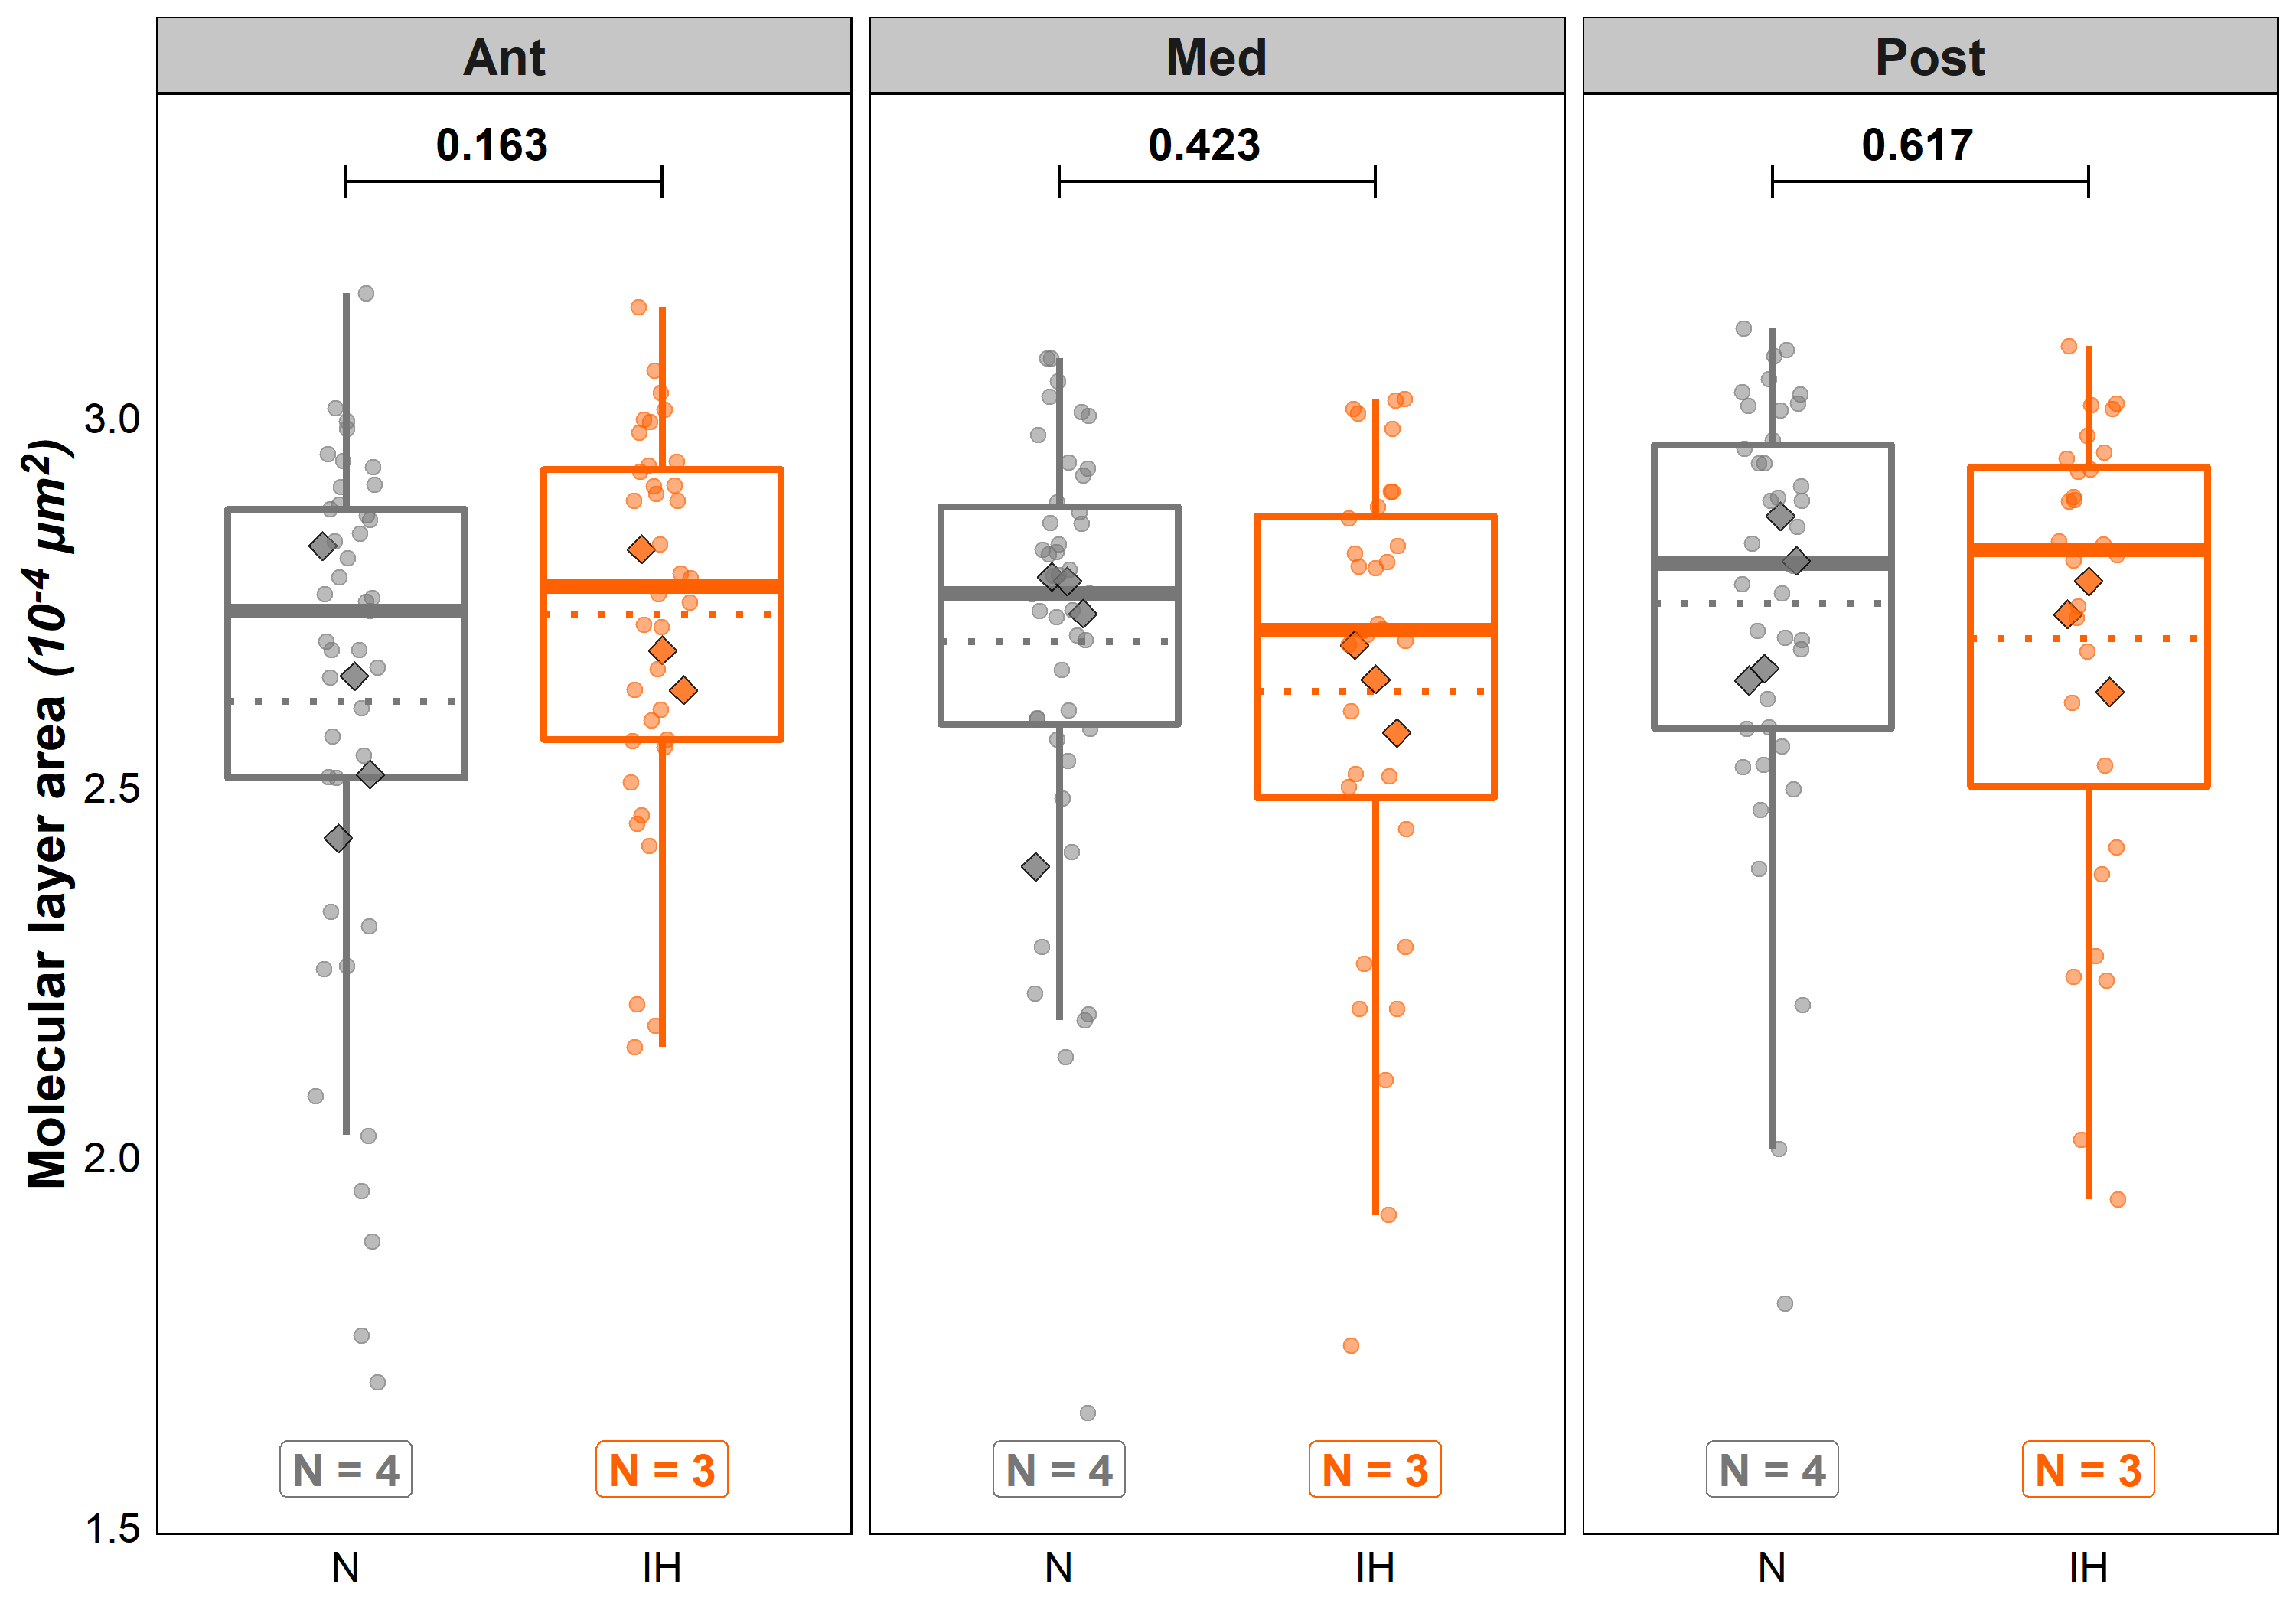 Ant
Med
Post
0.163
0.423
0.617
Molecular layer area (10⁻⁴ µm²)
3.0
2.5
2.0
1.5
N = 4
N = 3
N = 4
N = 3
N = 4
N = 3
N
IH
N
IH
N
IH